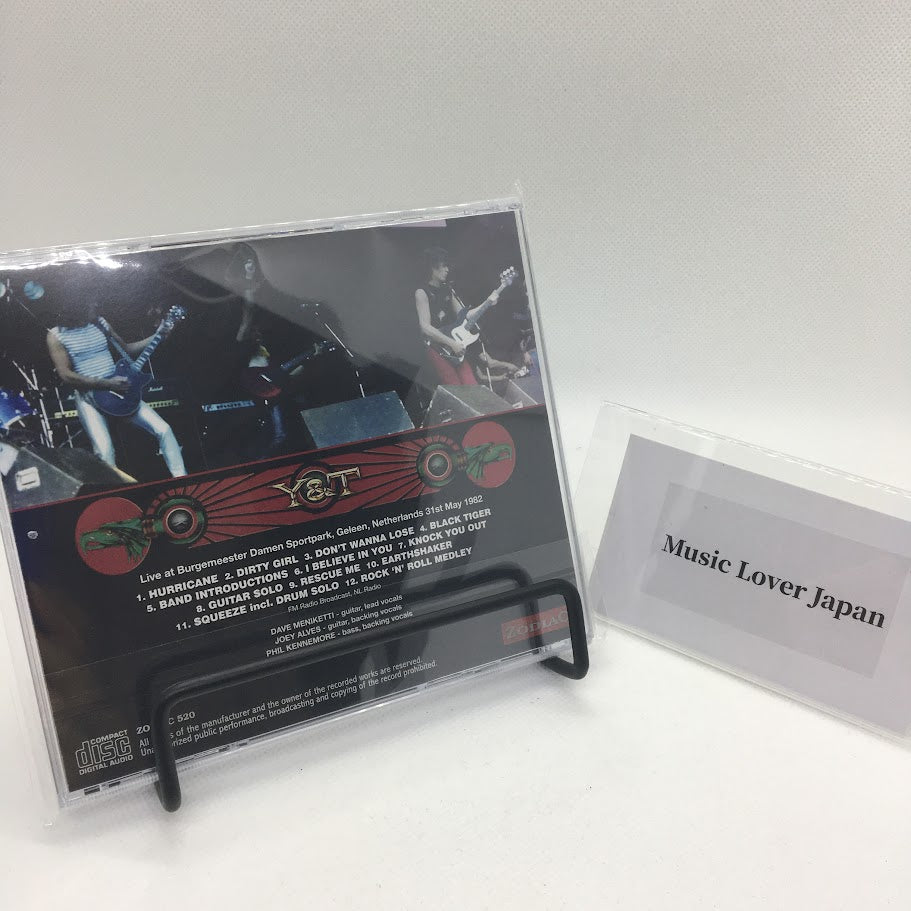 Y&T
Live at Burgemeester Damen Sportpark, Geleen, Netherlands 31st May 1982
1. HURRICANE 2. DIRTY GIRL 3. DON'T WANNA LOSE 4. BLACK TIGER
5. BAND INTRODUCTIONS 6. I BELIEVE IN YOU 7. KNOCK YOU OUT
8. GUITAR SOLO 9. RESCUE ME 10. EARTHSHAKER
11. SQUEEZE incl. DRUM SOLO 12. ROCK 'N' ROLL MEDLEY
FM Radio Broadcast, NL Radio
DAVE MENIKETTI - guitar, lead vocals
JOEY ALVES - guitar, backing vocals
PHIL KENNEMORE - bass, backing vocals
ZODIAC
520
All of the manufacturer and the owner of the recorded works are reserved.
public performance, broadcasting and copying of the record prohibited.
COMPACT
disc
DIGITAL AUDIO
Music Lover Japan